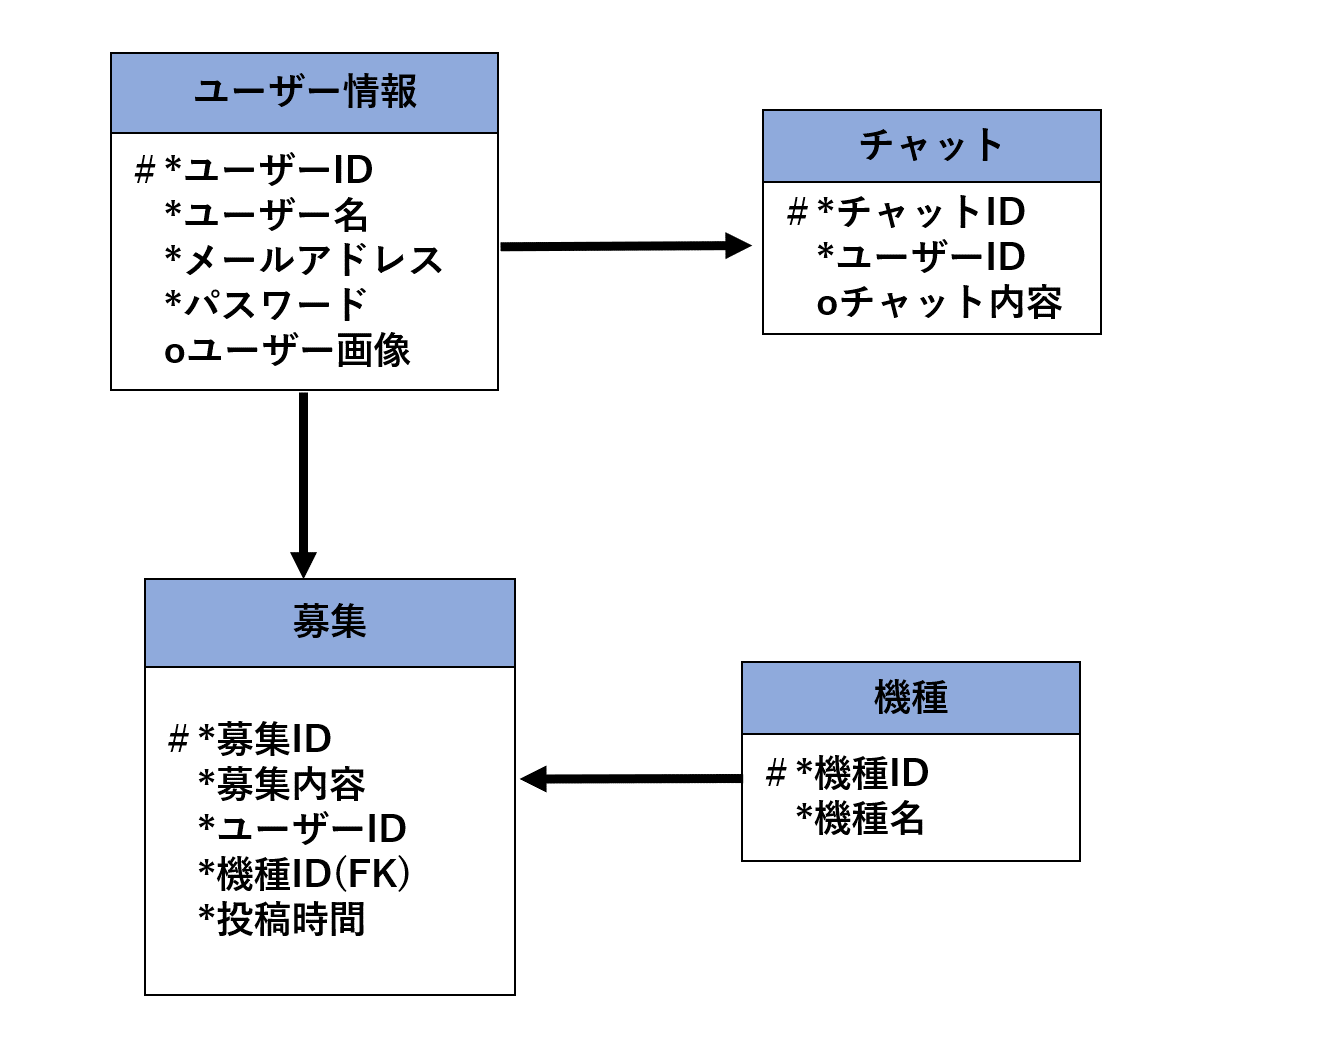 ユーザー情報
# *ユーザーID
*ユーザー名
*メールアドレス
*パスワード
oユーザー画像
チャット
# *チャットID
*ユーザーID
oチャット内容
募集
# *募集ID
*募集内容
*ユーザーID
*機種ID(FK)
*投稿時間
機種
# *機種ID
*機種名